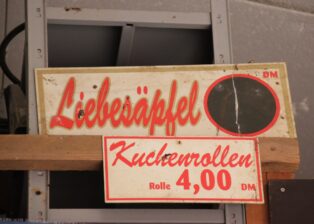 Liebesäpfel DM
Kuchenrollen
Rolle 4,00 DM